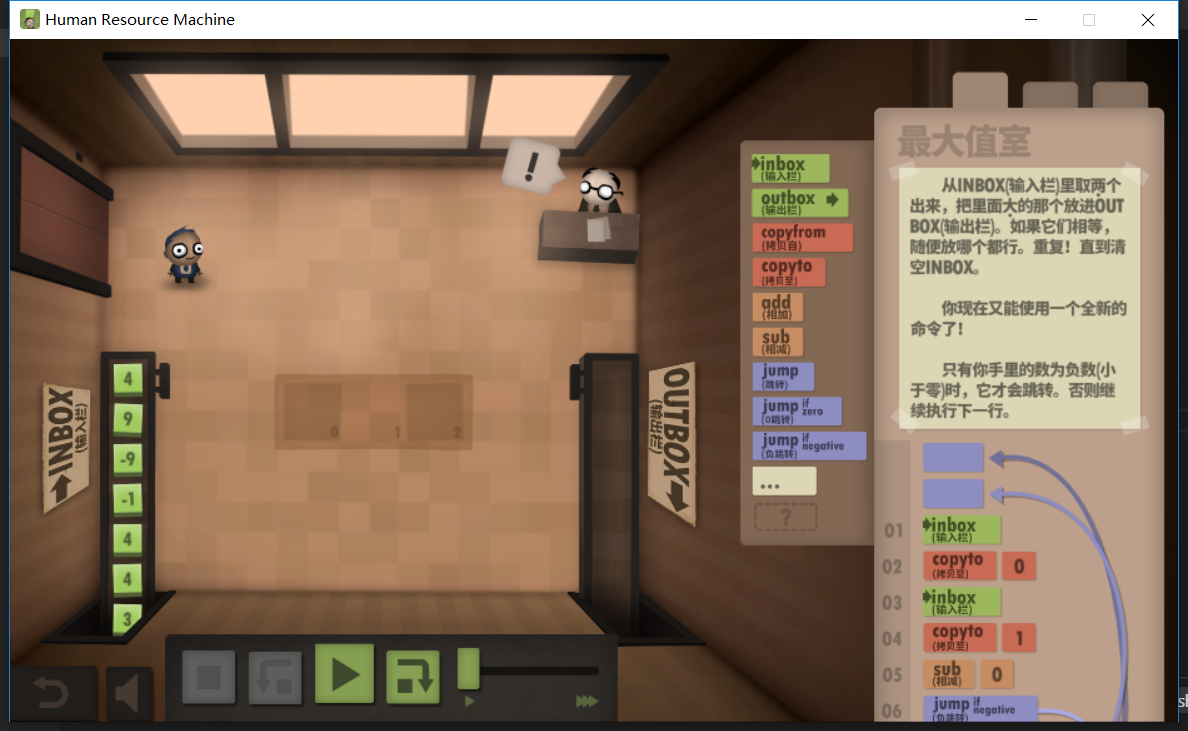 Human Resource Machine
最大值室
从INBOX(输入栏)里取两个
出来，把里面大的那个放进OUT
BOX(输出栏)。如果它们相等，
随便放哪个都行。重复！直到清
空INBOX。
你现在又能使用一个全新的
命令了！
只有你手里的数为负数(小
于零)时，它才会跳转。否则继
续执行下一行。
!
inbox
(输入栏)
outbox
(输出栏)
copyfrom
(拷贝自)
copyto
(拷贝至)
add
(相加)
sub
(相减)
jump
(跳转)
jump if zero
(0跳转)
jump if negative
(负跳转)
...
?
INBOX
(输入栏)
4
9
-9
-1
4
4
3
0
1
2
OUTBOX
(输出栏)
01 inbox
(输入栏)
02 copyto 0
(拷贝至)
03 inbox
(输入栏)
04 copyto 1
(拷贝至)
05 sub 0
(相减)
06 jump if negative
(负跳转)